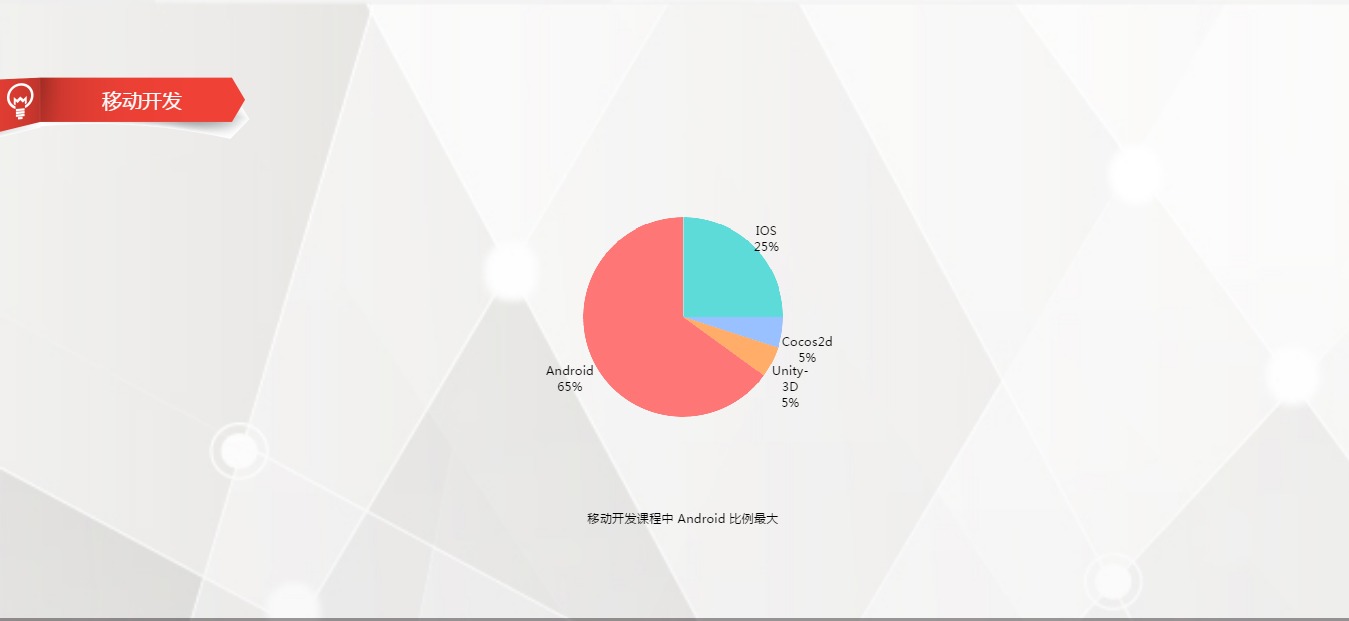 移动开发
IOS
25%
Cocos2d
5%
Unity-
3D
5%
Android
65%
移动开发课程中 Android 比例最大